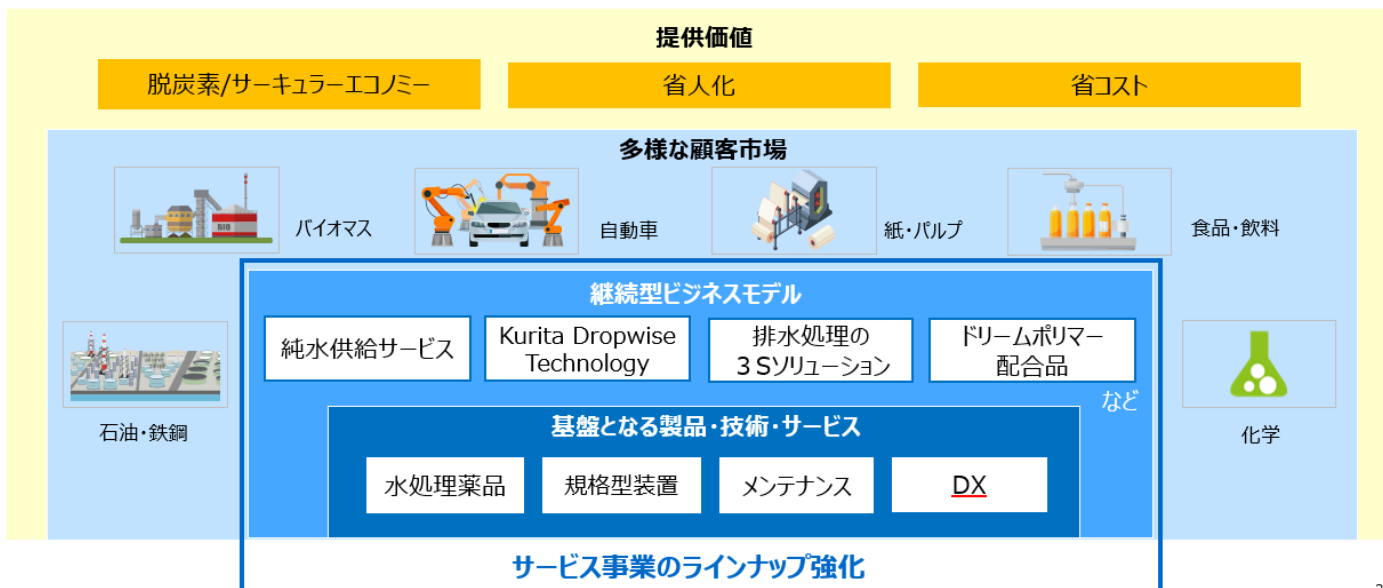 提供価値
脱炭素/サーキュラーエコノミー
省人化
省コスト
多様な顧客市場
BIO
バイオマス
自動車
紙・パルプ
食品・飲料
継続型ビジネスモデル
純水供給サービス
Kurita Dropwise
Technology
排水処理の
３Sソリューション
ドリームポリマー
配合品
など
石油・鉄鋼
化学
基盤となる製品・技術・サービス
水処理薬品
規格型装置
メンテナンス
DX
サービス事業のラインナップ強化